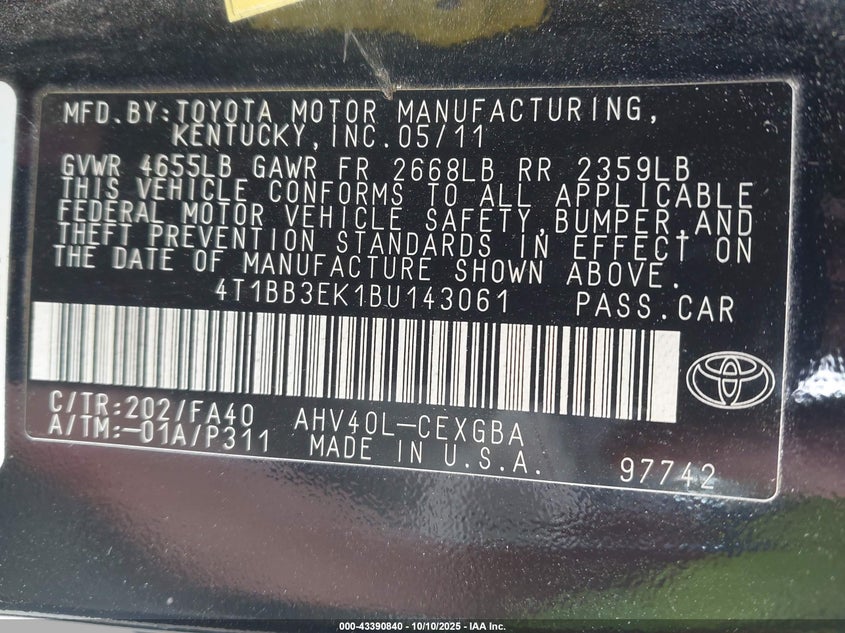 MFD.BY:TOYOTA MOTOR MANUFACTURING,
KENTUCKY,INC.05/11
GVWR 4655LB GAWR FR 2668LB RR 2359LB
THIS VEHICLE CONFORMS TO ALL APPLICABLE
FEDERAL MOTOR VEHICLE SAFETY,BUMPER,AND
THEFT PREVENTION STANDARDS IN EFFECT ON
THE DATE OF MANUFACTURE SHOWN ABOVE.
4T1BB3EK1BU143061 PASS.CAR
C/TR:202/FA40 AHV40L-CEXGBA
A/TM:-01A/P311 MADE IN U.S.A. 97742
000-43390840 - 10/10/2025 - IAA Inc.